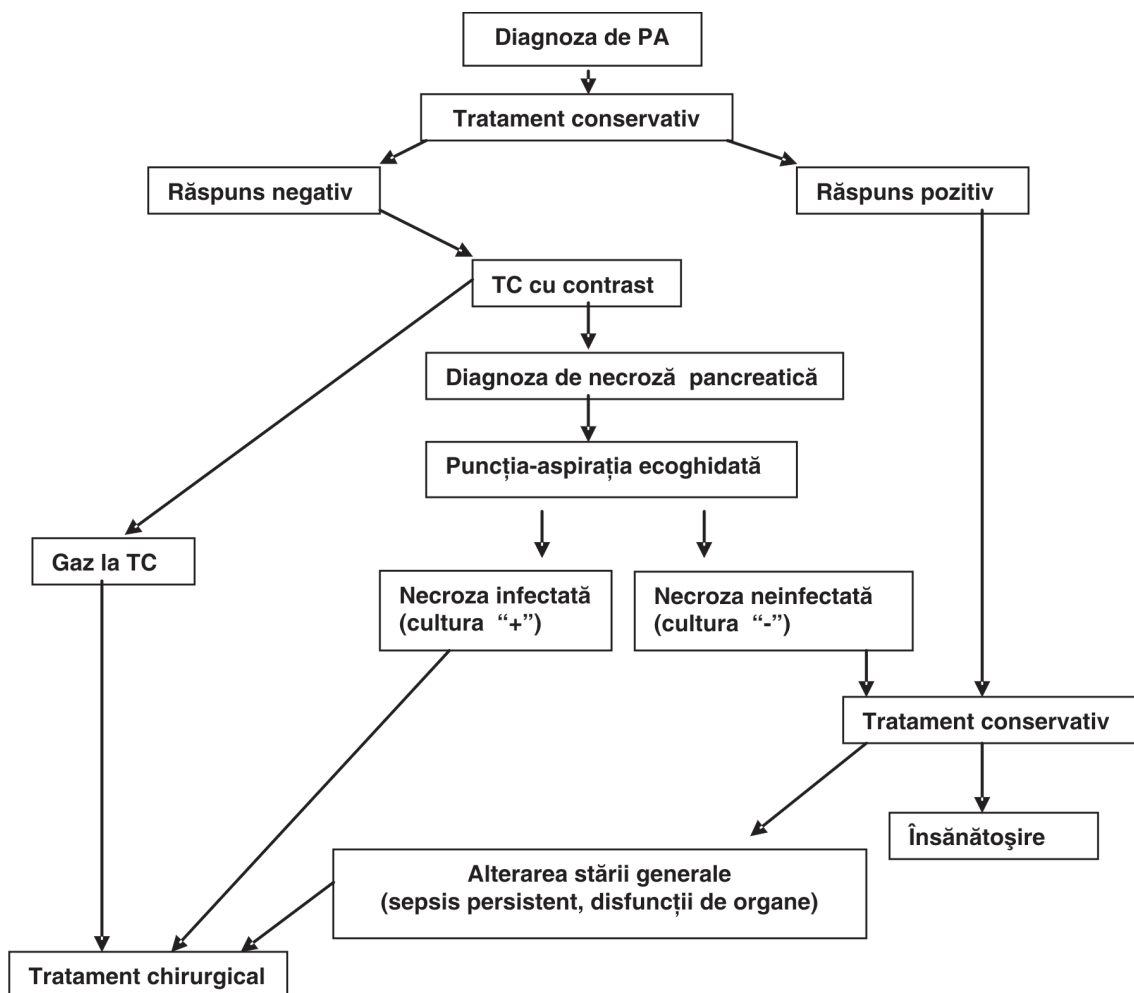 Diagnoza de PA
Tratament conservativ
Răspuns negativ
Răspuns pozitiv
TC cu contrast
Diagnoza de necroză pancreatică
Puncția-aspirația ecoghidată
Gaz la TC
Necroza infectată
(cultura “+”)
Necroza neinfectată
(cultura “-”)
Tratament conservativ
Însănătoşire
Alterarea stării generale
(sepsis persistent, disfuncții de organe)
Tratament chirurgical